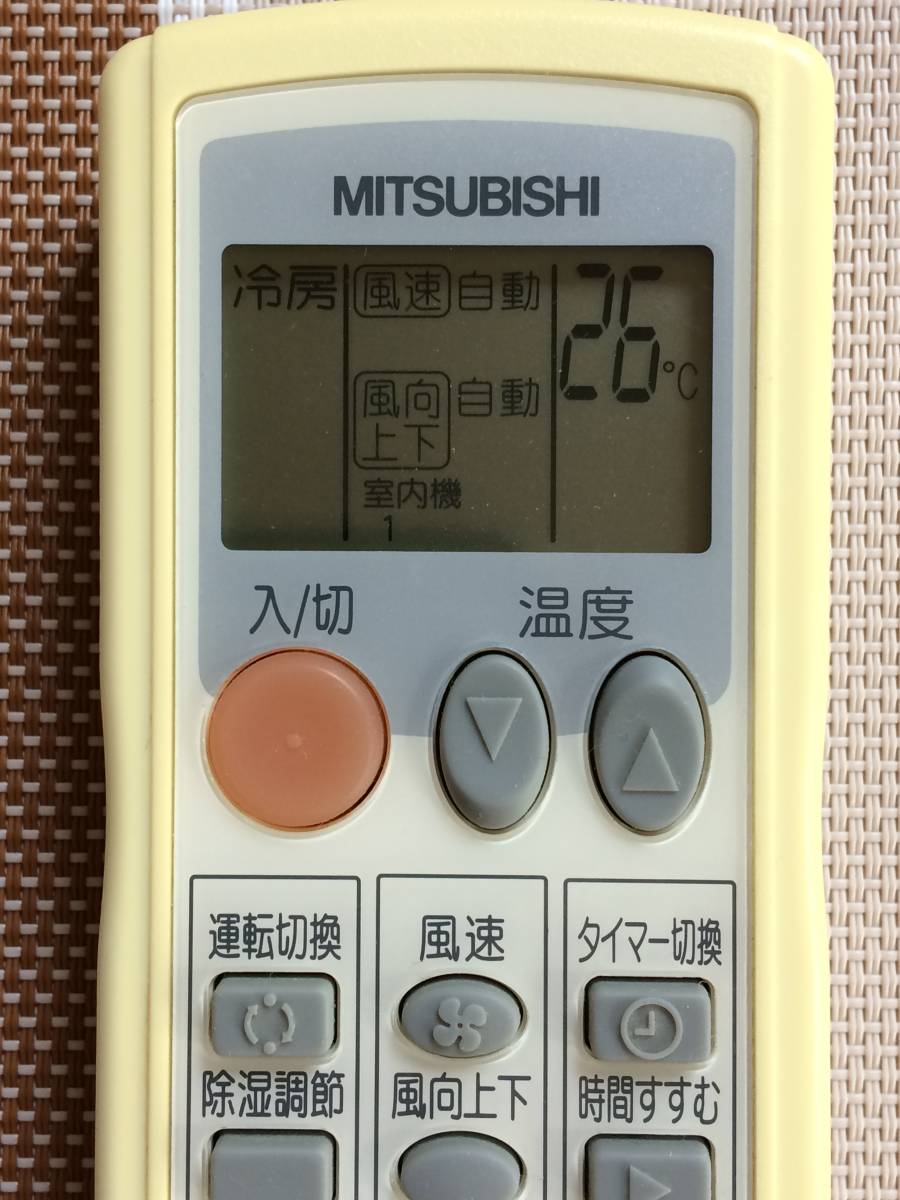 MITSUBISHI
冷房 風速 自動 26℃
風向 自動
上下
室内機
1
入/切 温度
運転切換 風速 タイマー切換
除湿調節 風向上下 時間すすむ